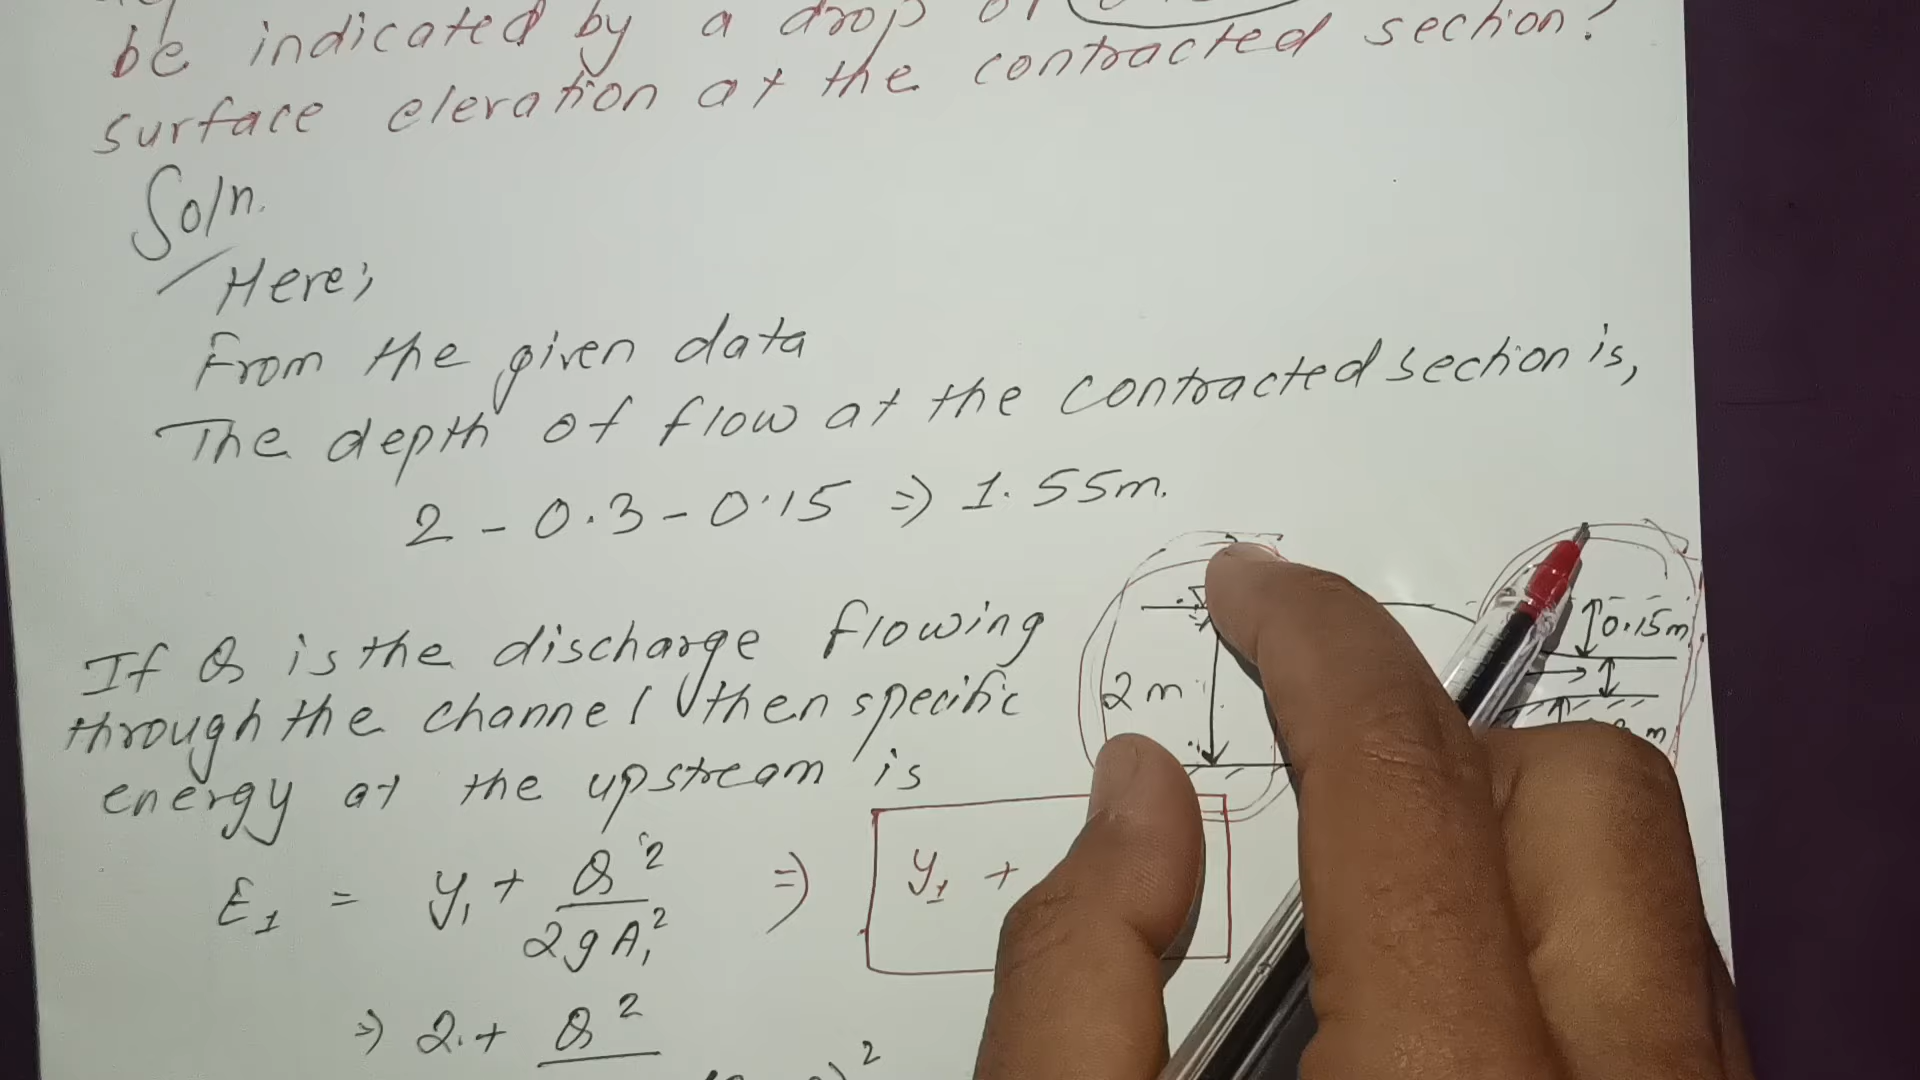 be indicated by a drop of
surface elevation at the contracted section?
Soln.
Here;
From the given data
The depth of flow at the contracted section is,
2 - 0.3 - 0.15 ⇒ 1.55m.
If Q is the discharge flowing
through the channel then specific
energy at the upstream is
2 m
0.15m
m
E₁ = y₁ + Q² / 2gA₁² ⇒ y₁ +
⇒ 2 + Q²